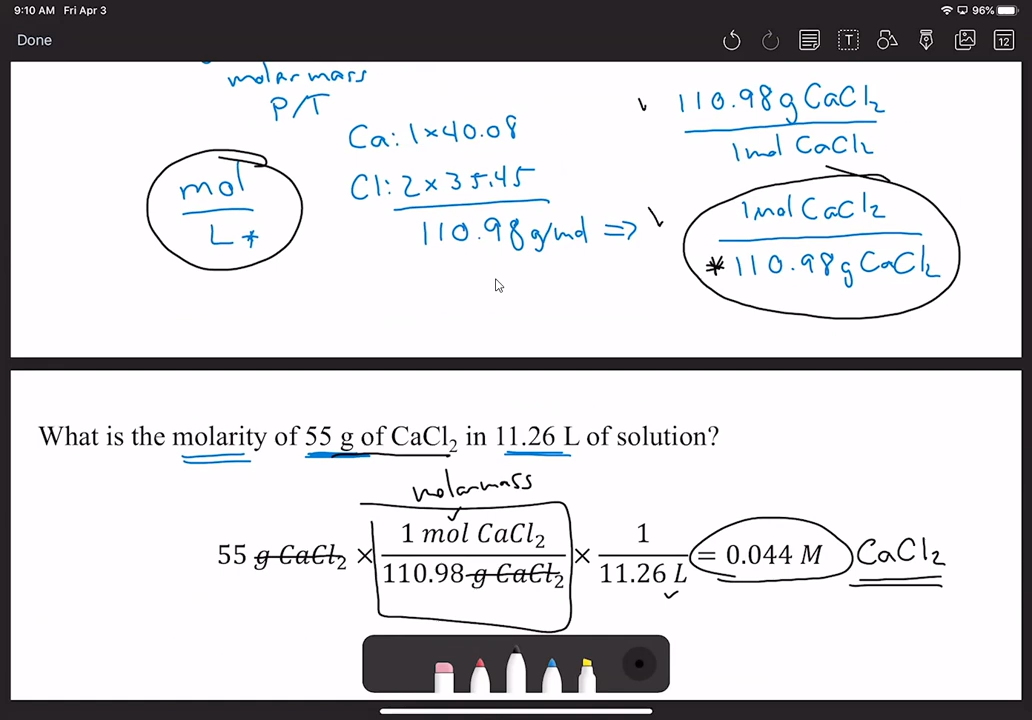 9:10 AM Fri Apr 3
96%
Done
T
12
molar mass
P/T
Ca: 1 x 40.08
Cl: 2 x 35.45
110.98 g/mol =>
mol
L *
110.98 g CaCl2
1 mol CaCl2
1 mol CaCl2
* 110.98 g CaCl2
What is the molarity of 55 g of CaCl₂ in 11.26 L of solution?
molar mass
55 g CaCl₂ × 1 mol CaCl₂ / 110.98 g CaCl₂ × 1 / 11.26 L = 0.044 M CaCl2